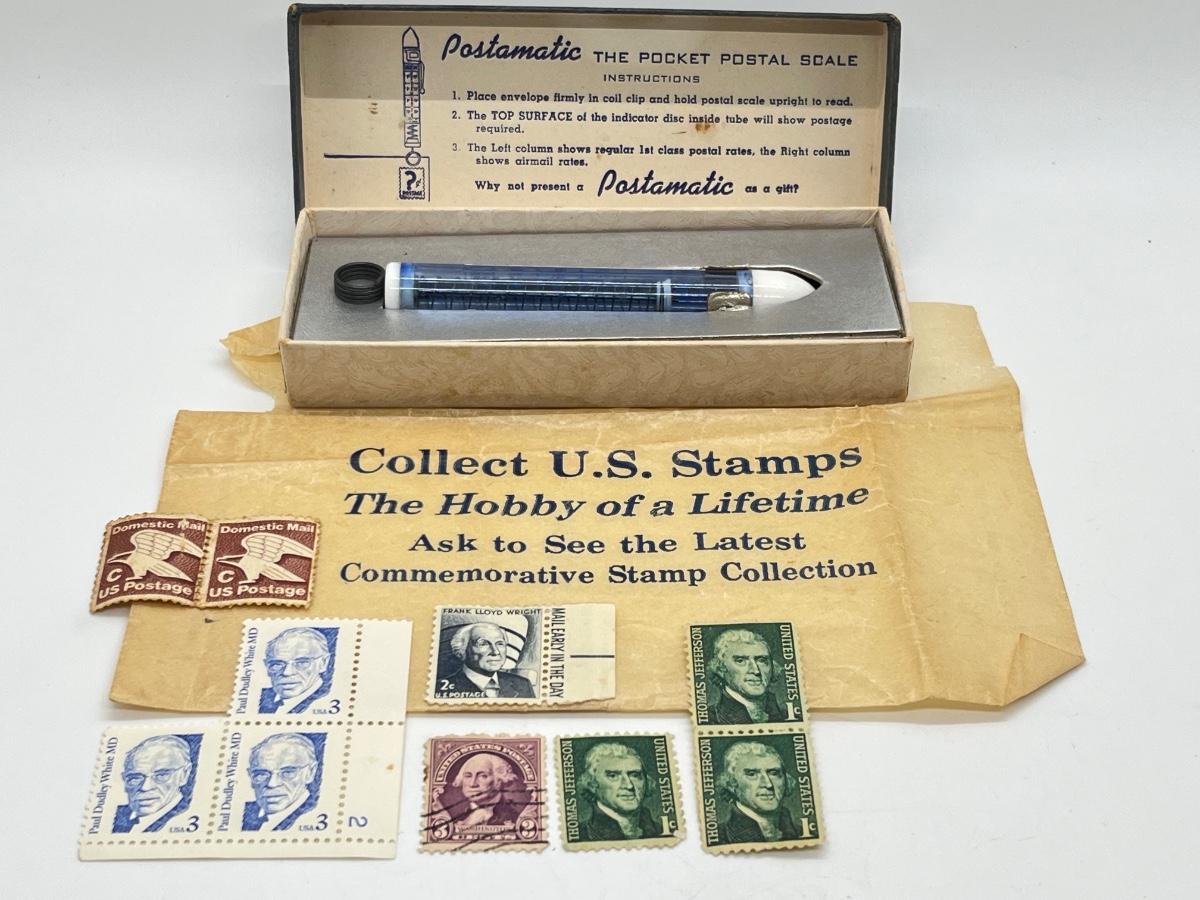 Postamatic THE POCKET POSTAL SCALE
INSTRUCTIONS
1. Place envelope firmly in coil clip and hold postal scale upright to read.
2. The TOP SURFACE of the indicator disc inside tube will show postage
required.
3. The Left column shows regular 1st class postal rates, the Right column
shows airmail rates.
Why not present a Postamatic as a gift?
?¢
POSTAGE
Collect U.S. Stamps
The Hobby of a Lifetime
Ask to See the Latest
Commemorative Stamp Collection
Domestic Mail
C
US Postage
Domestic Mail
C
US Postage
Paul Dudley White MD
USA 3
Paul Dudley White MD
USA 3
Paul Dudley White MD
USA 3
2
FRANK LLOYD WRIGHT
2c
U.S. POSTAGE
MAIL EARLY IN THE DAY
THOMAS JEFFERSON
UNITED STATES
1c
UNITED STATES POSTAGE
3 WASHINGTON 3
THOMAS JEFFERSON
UNITED STATES
1c
THOMAS JEFFERSON
UNITED STATES
1c